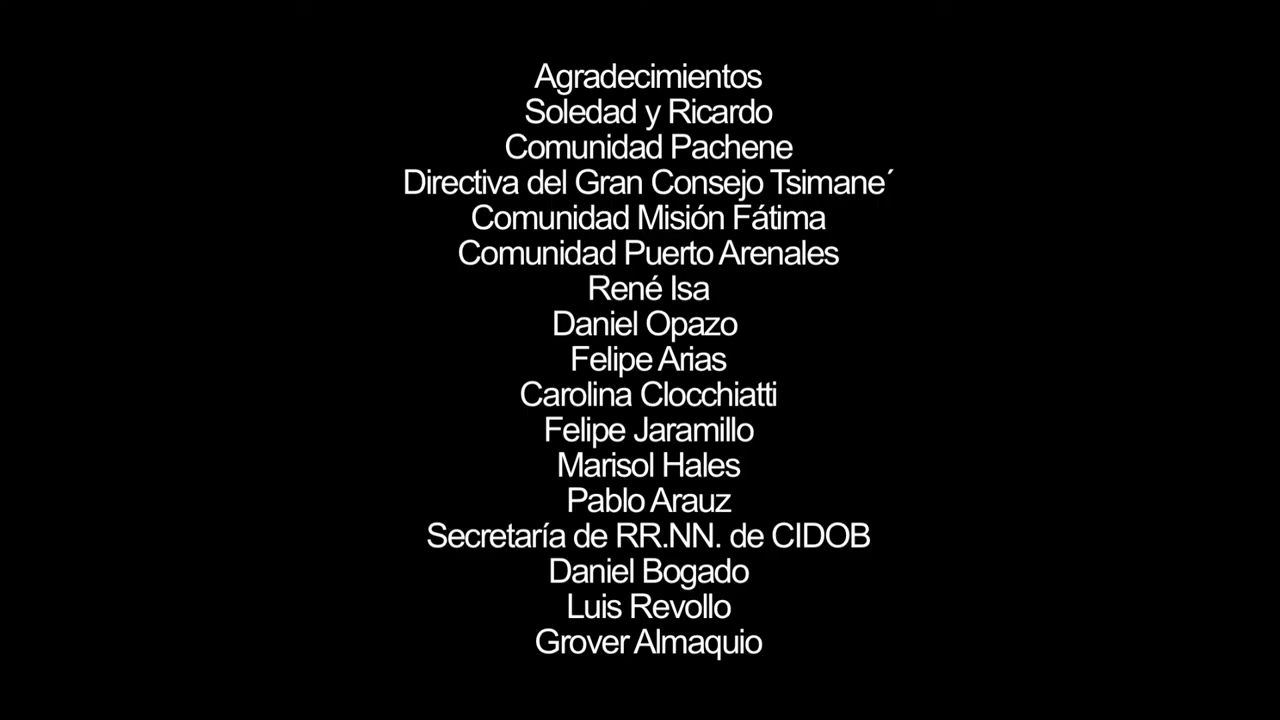 Agradecimientos
Soledad y Ricardo
Comunidad Pachene
Directiva del Gran Consejo Tsimane´
Comunidad Misión Fátima
Comunidad Puerto Arenales
René Isa
Daniel Opazo
Felipe Arias
Carolina Clocchiatti
Felipe Jaramillo
Marisol Hales
Pablo Arauz
Secretaría de RR.NN. de CIDOB
Daniel Bogado
Luis Revollo
Grover Almaquio